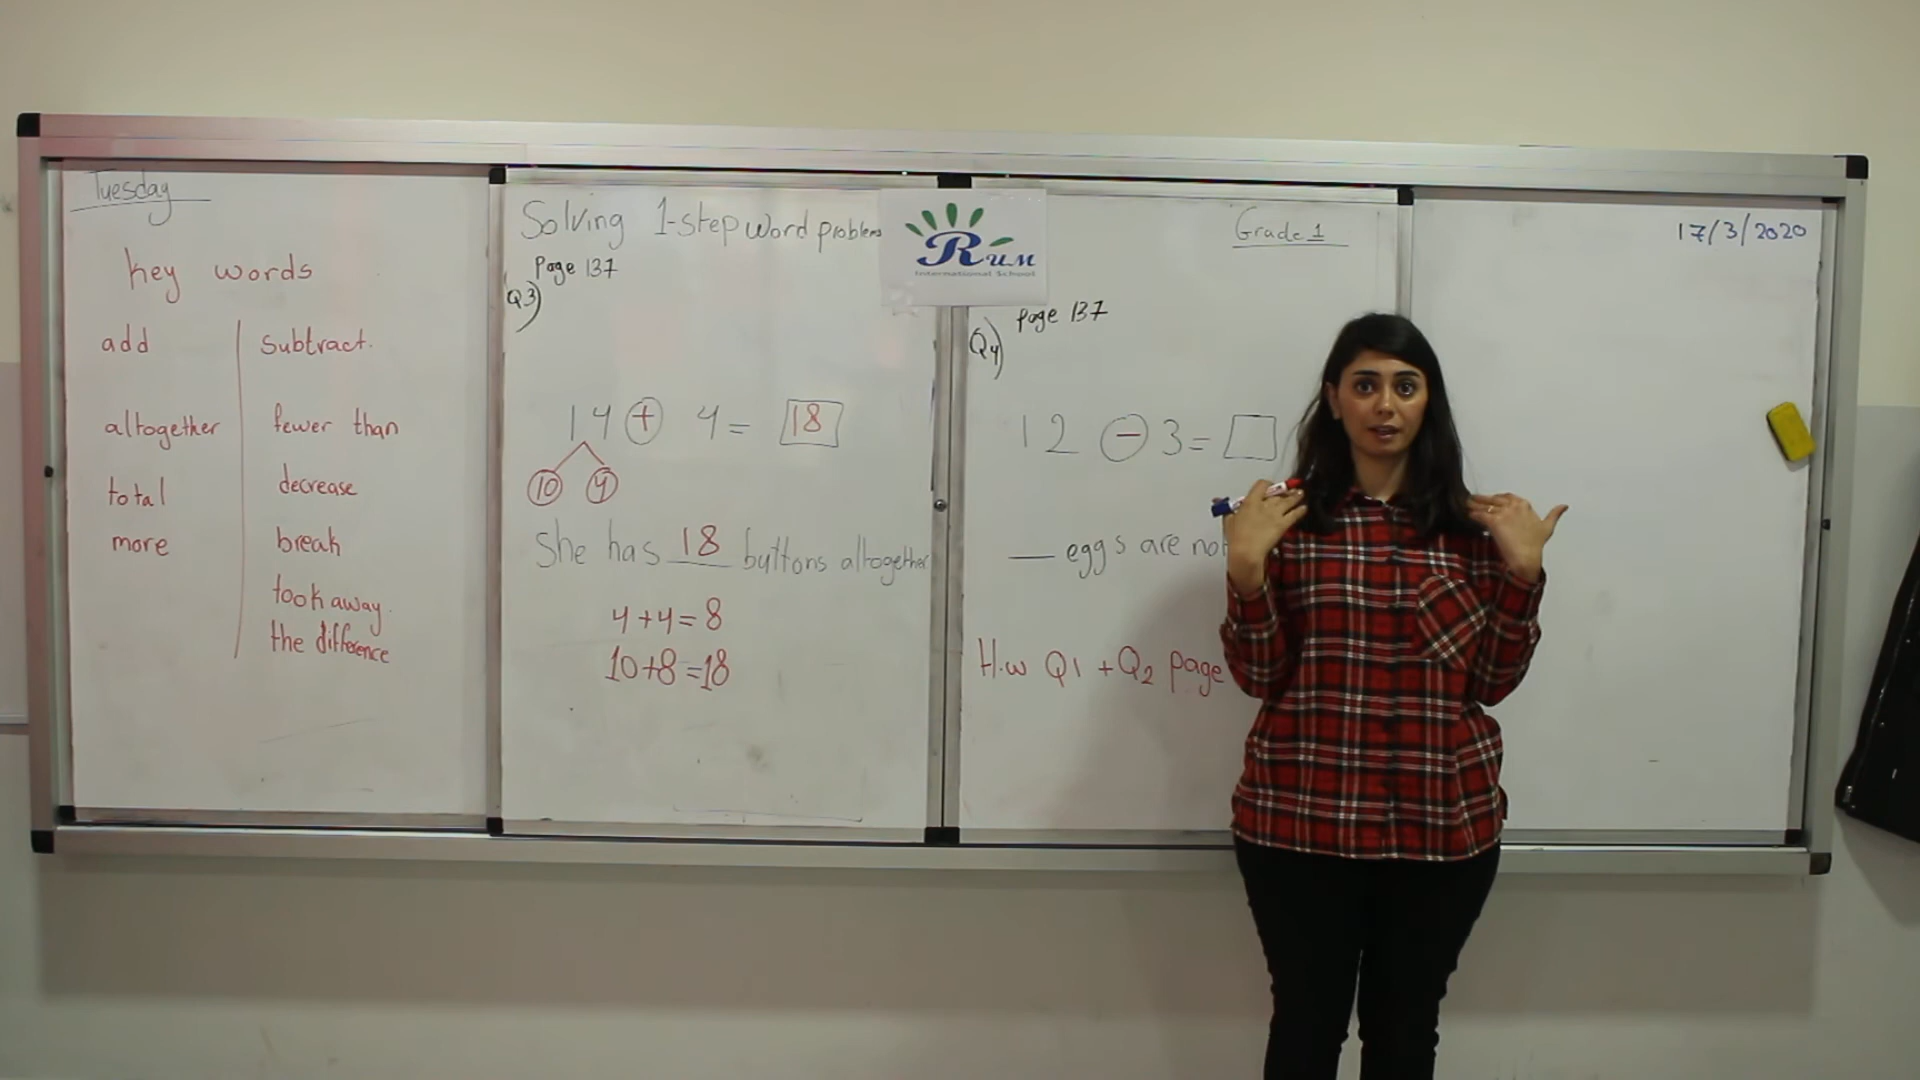 Tuesday
key words
add
altogether
total
more
subtract.
fewer than
decrease
break
took away.
the difference
Solving 1-step word problems
Page 137
Q3)
14 + 4 = 18
10 4
She has 18 buttons altogether
4+4=8
10+8=18
Rum
International School
Grade 1
17/3/2020
Page 137
Q4)
12 - 3 =
__ eggs are not
H.w Q1 + Q2 page